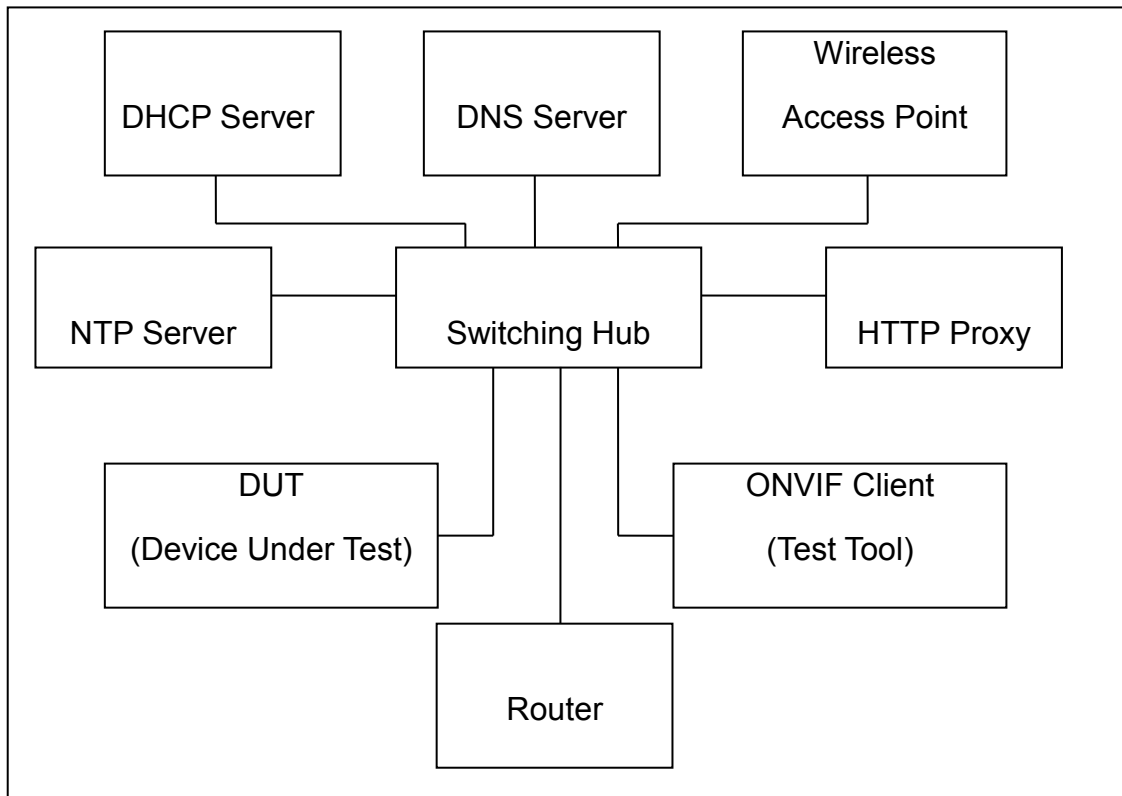 Wireless
DHCP Server
DNS Server
Access Point
NTP Server
Switching Hub
HTTP Proxy
DUT
(Device Under Test)
ONVIF Client
(Test Tool)
Router